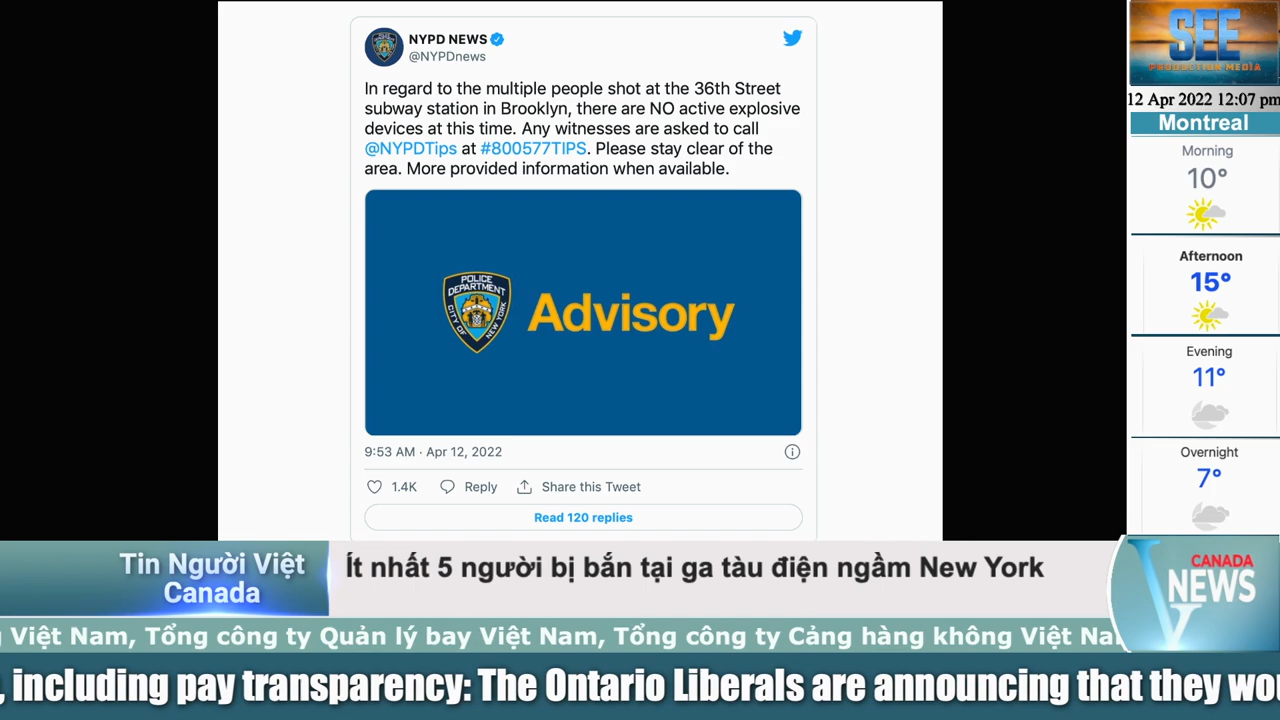 NYPD NEWS
@NYPDnews
In regard to the multiple people shot at the 36th Street
subway station in Brooklyn, there are NO active explosive
devices at this time. Any witnesses are asked to call
@NYPDTips at #800577TIPS. Please stay clear of the
area. More provided information when available.
POLICE
DEPARTMENT
CITY OF
NEW YORK
Advisory
9:53 AM · Apr 12, 2022
1.4K
Reply
Share this Tweet
Read 120 replies
SEE
PRODUCTION MEDIA
12 Apr 2022 12:07 pm
Montreal
Morning
10°
Afternoon
15°
Evening
11°
Overnight
7°
Tin Người Việt
Canada
Ít nhất 5 người bị bắn tại ga tàu điện ngầm New York
CANADA
NEWS
V
Việt Nam, Tổng công ty Quản lý bay Việt Nam, Tổng công ty Cảng hàng không Việt
, including pay transparency: The Ontario Liberals are announcing that they